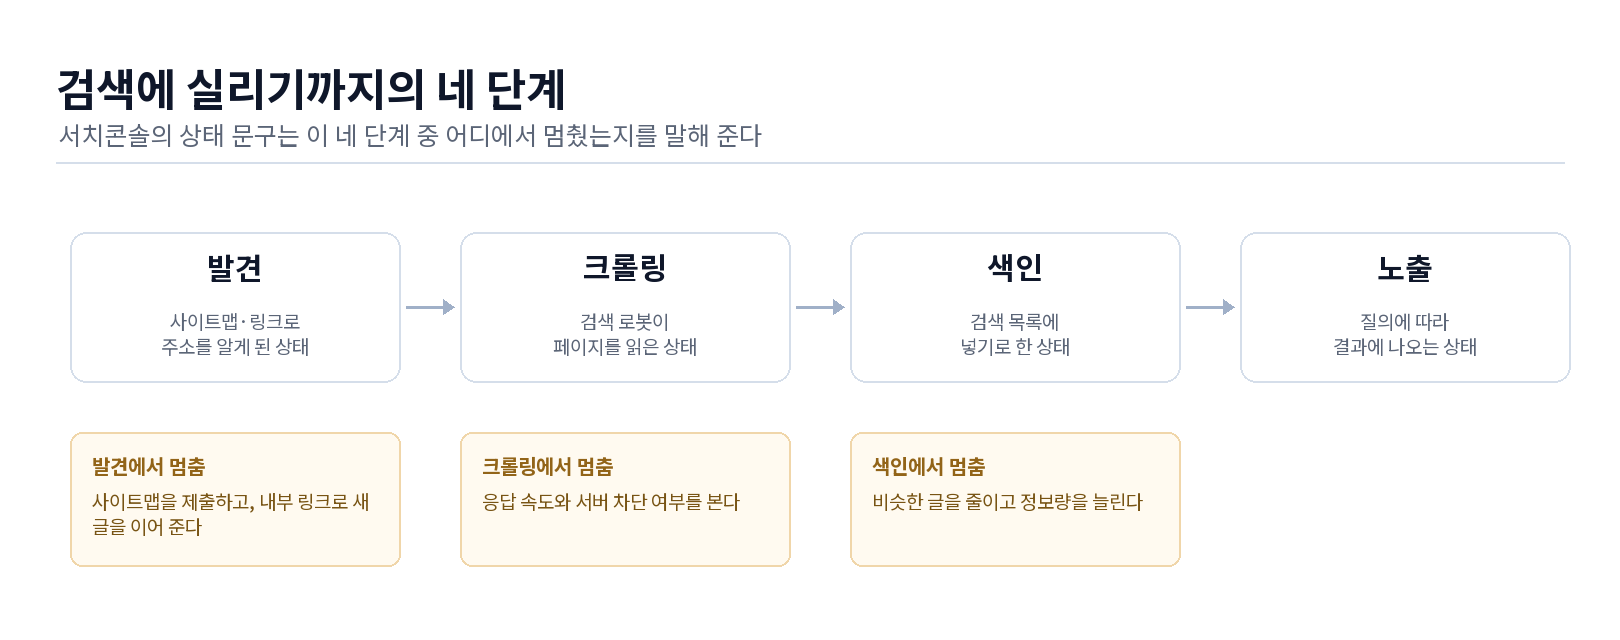 검색에 실리기까지의 네 단계
서치콘솔의 상태 문구는 이 네 단계 중 어디에서 멈췄는지를 말해 준다
발견
사이트맵·링크로
주소를 알게 된 상태
크롤링
검색 로봇이
페이지를 읽은 상태
색인
검색 목록에
넣기로 한 상태
노출
질의에 따라
결과에 나오는 상태
발견에서 멈춤
사이트맵을 제출하고, 내부 링크로 새
글을 이어 준다
크롤링에서 멈춤
응답 속도와 서버 차단 여부를 본다
색인에서 멈춤
비슷한 글을 줄이고 정보량을 늘린다